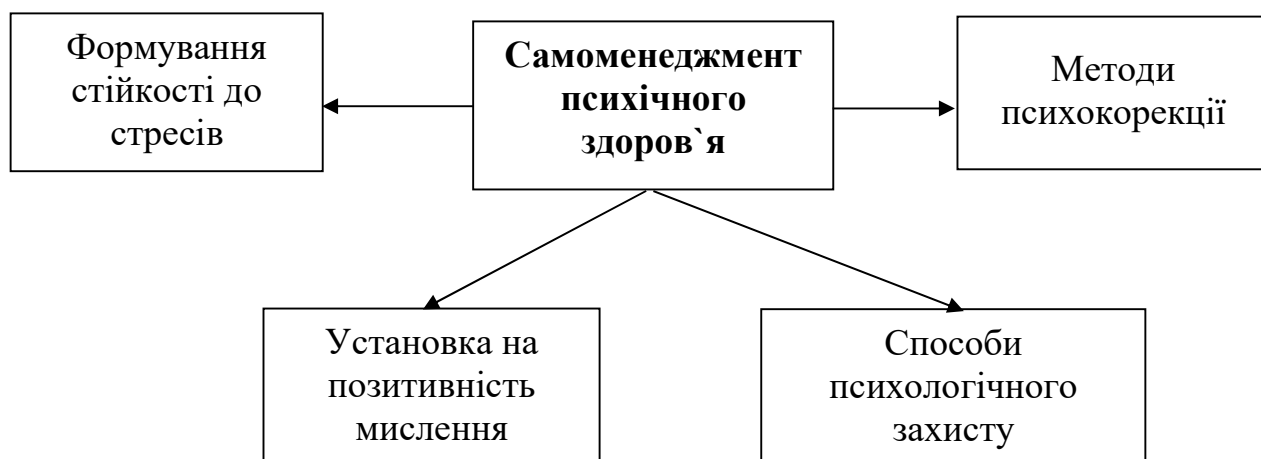 Формування
стійкості до
стресів
Самоменеджмент
психічного
здоров`я
Методи
психокорекції
Установка на
позитивність
мислення
Способи
психологічного
захисту